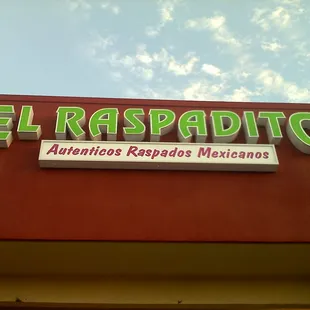 EL RASPADITO
Autenticos Raspados Mexicanos